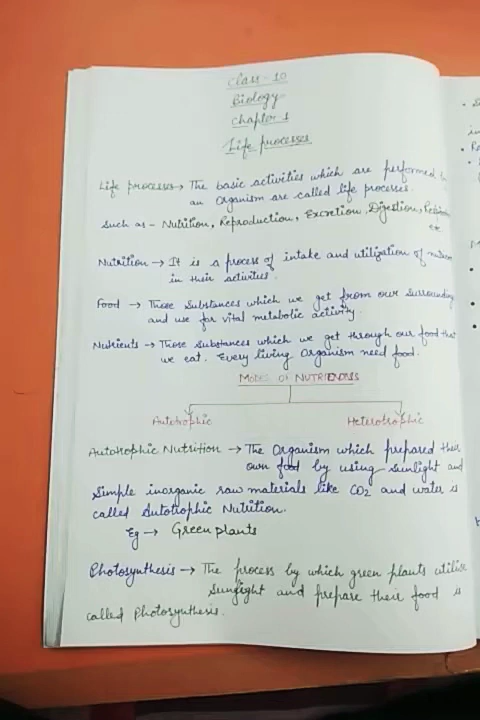 Class - 10
Biology
Chapter 1
Life processes
Life processes → The basic activities which are performed
an Organism are called life processes.
Such as - Nutrition, Reproduction, Excretion, Digestion,
etc
Nutrition → It is a process of intake and utilization of
in their activities.
Food → Those Substances which we get from our Surrounding
and use for vital metabolic activity.
Nutrients → Those Substances which we get through our food that
we eat. Every living Organism need food.
MODES OF
Autotrophic Heterotrophic
Autotrophic Nutrition → The Organism which prepared their
own food by using Sunlight and
Simple inorganic raw materials like CO2 and water is
called Autotrophic Nutrition.
Eg → Green plants
Photosynthesis → The process by which green plants utilise
Sunlight and prepare their food is
called Photosynthesis.